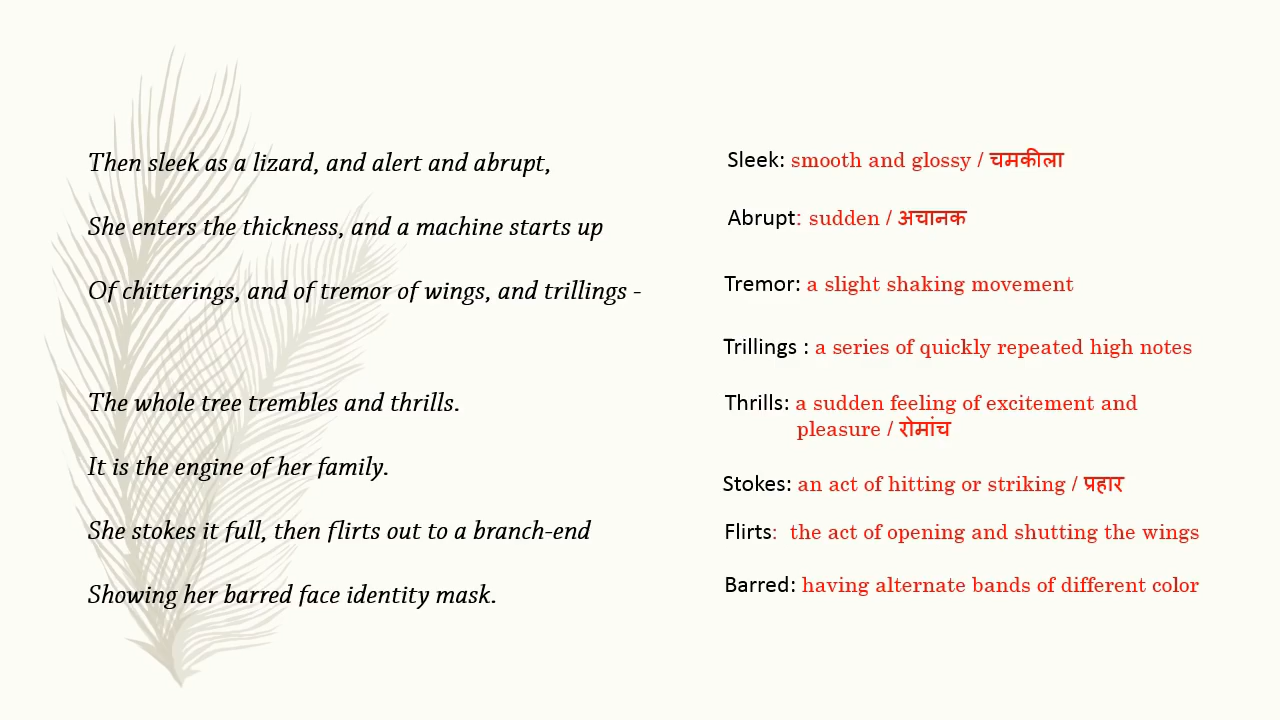 Then sleek as a lizard, and alert and abrupt,
She enters the thickness, and a machine starts up
Of chitterings, and of tremor of wings, and trillings -
The whole tree trembles and thrills.
It is the engine of her family.
She stokes it full, then flirts out to a branch-end
Showing her barred face identity mask.
Sleek: smooth and glossy / चमकीला
Abrupt: sudden / अचानक
Tremor: a slight shaking movement
Trillings : a series of quickly repeated high notes
Thrills: a sudden feeling of excitement and
pleasure / रोमांच
Stokes: an act of hitting or striking / प्रहार
Flirts: the act of opening and shutting the wings
Barred: having alternate bands of different color